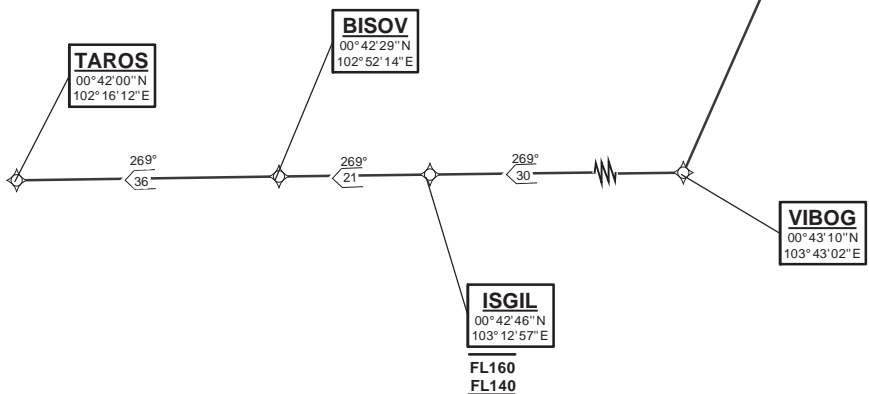 BISOV
00°42'29"N
102°52'14"E
TAROS
00°42'00"N
102°16'12"E
269°
36
269°
21
269°
30
VIBOG
00°43'10"N
103°43'02"E
ISGIL
00°42'46"N
103°12'57"E
FL160
FL140